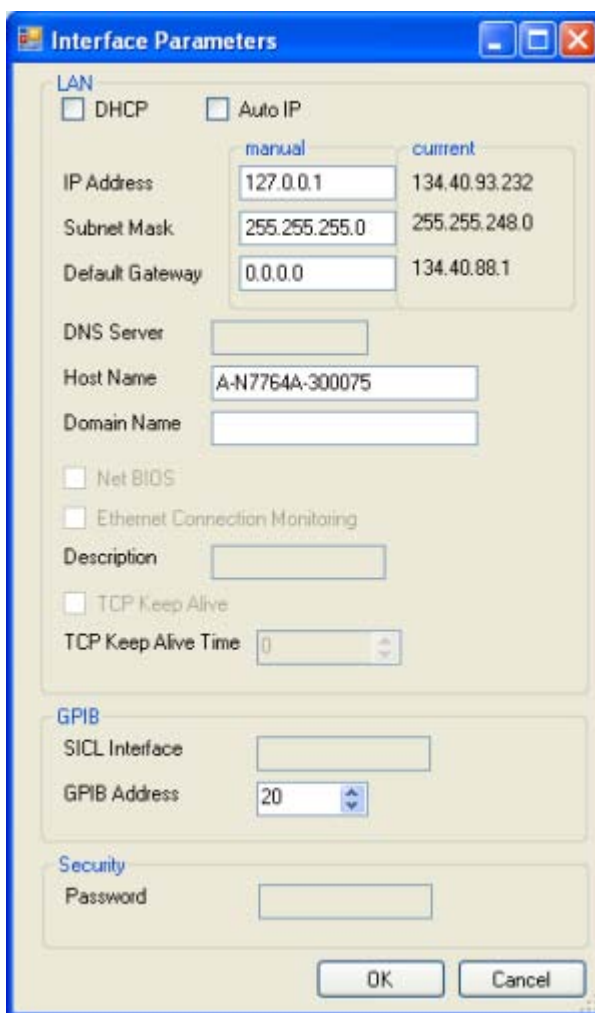 Interface Parameters
LAN
DHCP Auto IP
manual currrent
IP Address 127.0.0.1 134.40.93.232
Subnet Mask 255.255.255.0 255.255.248.0
Default Gateway 0.0.0.0 134.40.88.1
DNS Server
Host Name A-N7764A-300075
Domain Name
Net BIOS
Ethernet Connection Monitoring
Description
TCP Keep Alive
TCP Keep Alive Time 0
GPIB
SICL Interface
GPIB Address 20
Security
Password
OK Cancel